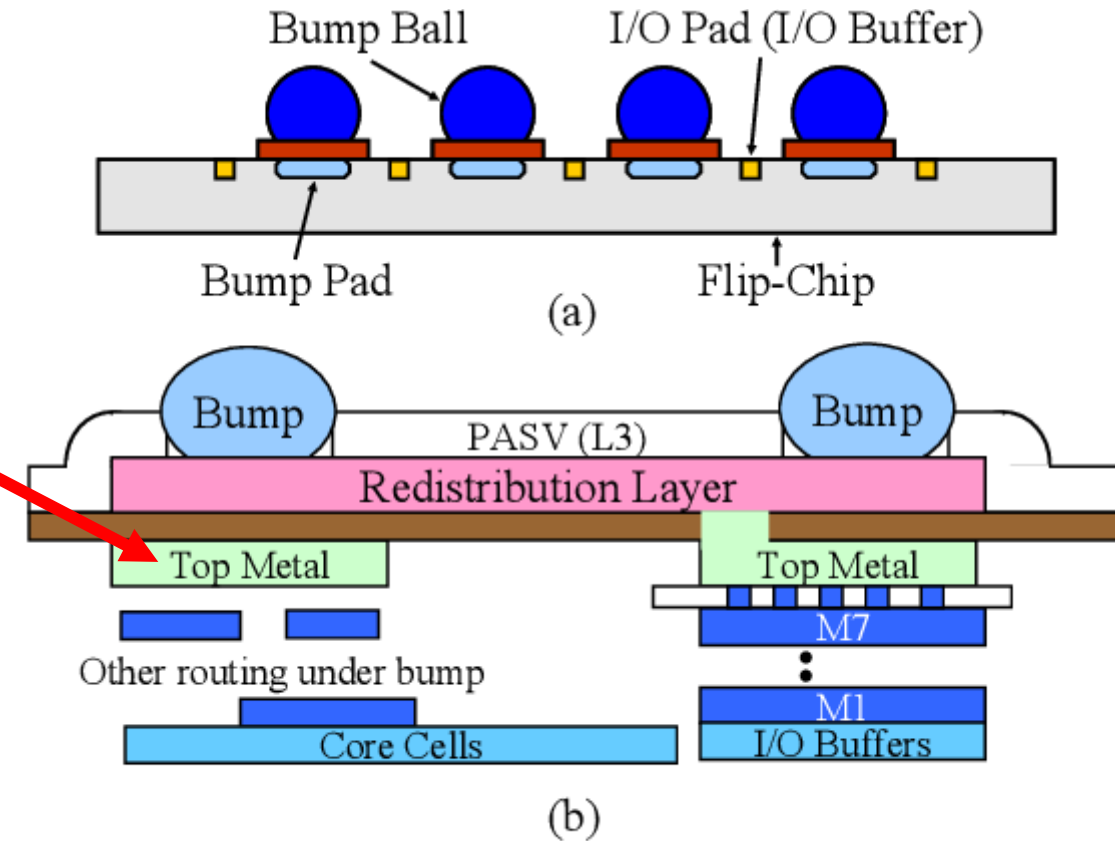 Bump Ball
I/O Pad (I/O Buffer)
Bump Pad
Flip-Chip
(a)
Bump
Bump
PASV (L3)
Redistribution Layer
Top Metal
Top Metal
M7
Other routing under bump
M1
Core Cells
I/O Buffers
(b)